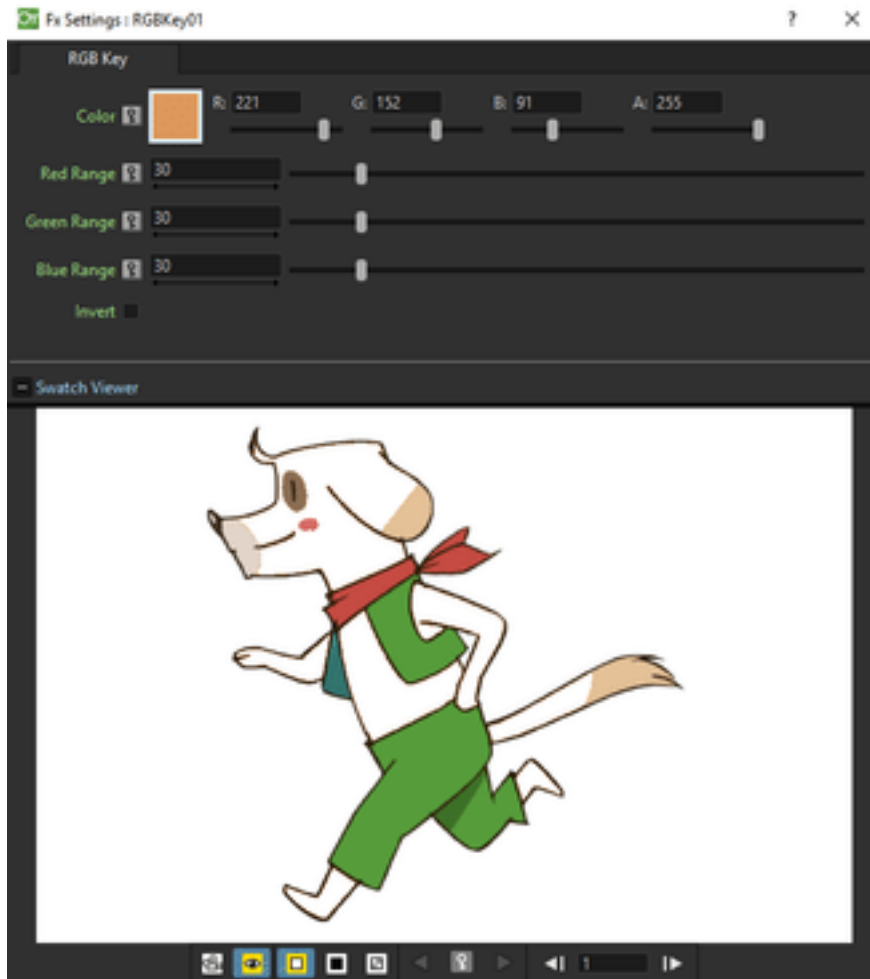 Fx Settings : RGBKey01 ?
RGB Key
Color R: 221 G: 152 B: 91 A: 255
Red Range 30
Green Range 30
Blue Range 30
Invert
Swatch Viewer
1